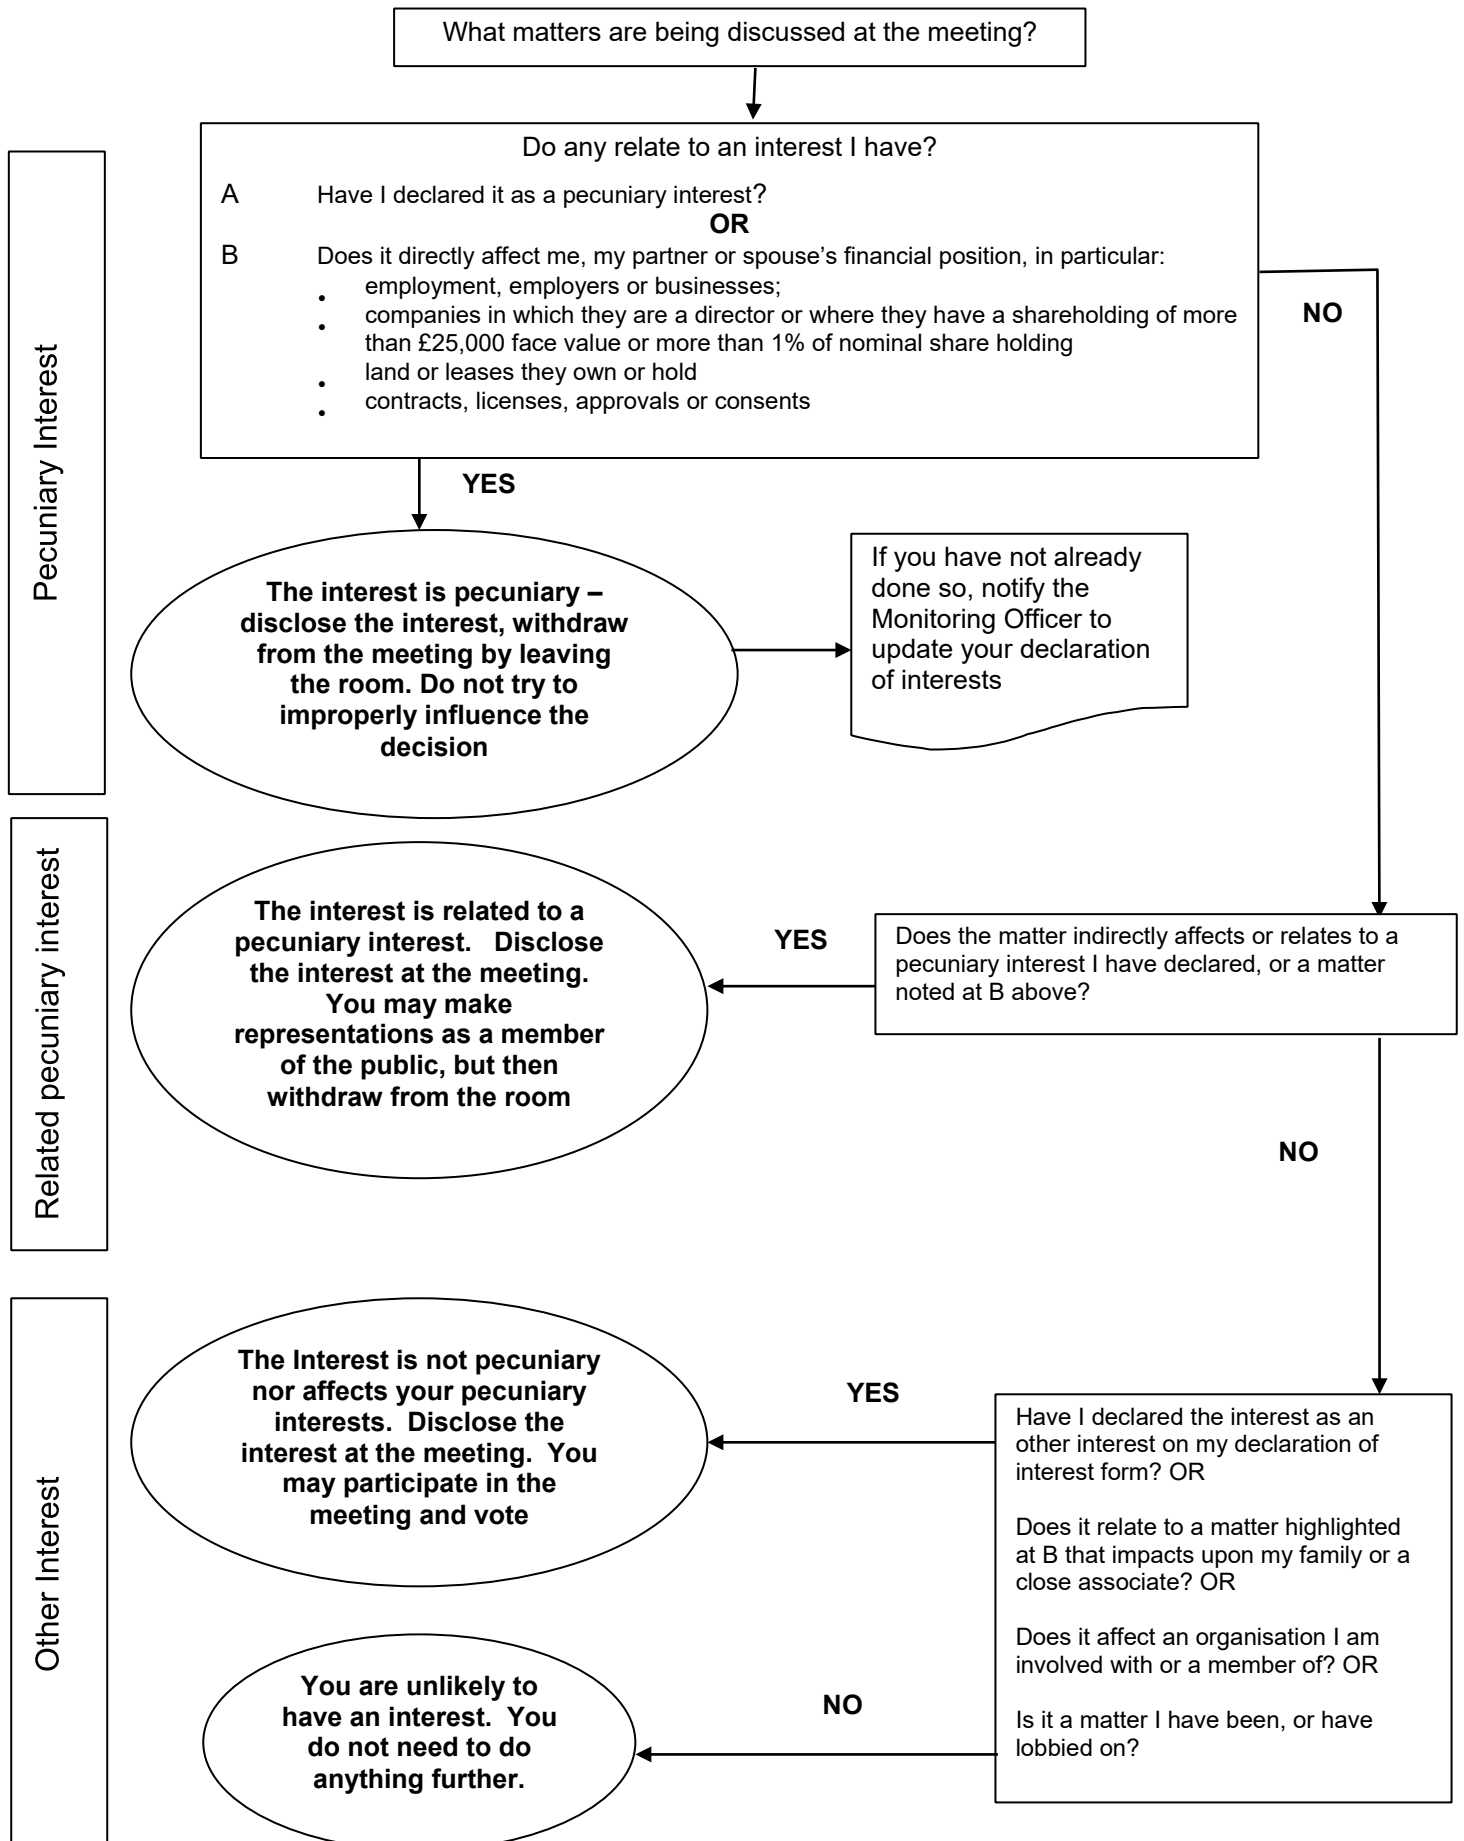 What matters are being discussed at the meeting?
Pecuniary Interest
Do any relate to an interest I have?
A Have I declared it as a pecuniary interest?
OR
B Does it directly affect me, my partner or spouse's financial position, in particular:
• employment, employers or businesses;
• companies in which they are a director or where they have a shareholding of more
than £25,000 face value or more than 1% of nominal share holding
• land or leases they own or hold
• contracts, licenses, approvals or consents
NO
YES
The interest is pecuniary –
disclose the interest, withdraw
from the meeting by leaving
the room. Do not try to
improperly influence the
decision
If you have not already
done so, notify the
Monitoring Officer to
update your declaration
of interests
Related pecuniary interest
The interest is related to a
pecuniary interest. Disclose
the interest at the meeting.
You may make
representations as a member
of the public, but then
withdraw from the room
YES
Does the matter indirectly affects or relates to a
pecuniary interest I have declared, or a matter
noted at B above?
NO
Other Interest
The Interest is not pecuniary
nor affects your pecuniary
interests. Disclose the
interest at the meeting. You
may participate in the
meeting and vote
YES
Have I declared the interest as an
other interest on my declaration of
interest form? OR
Does it relate to a matter highlighted
at B that impacts upon my family or a
close associate? OR
Does it affect an organisation I am
involved with or a member of? OR
Is it a matter I have been, or have
lobbied on?
NO
You are unlikely to
have an interest. You
do not need to do
anything further.